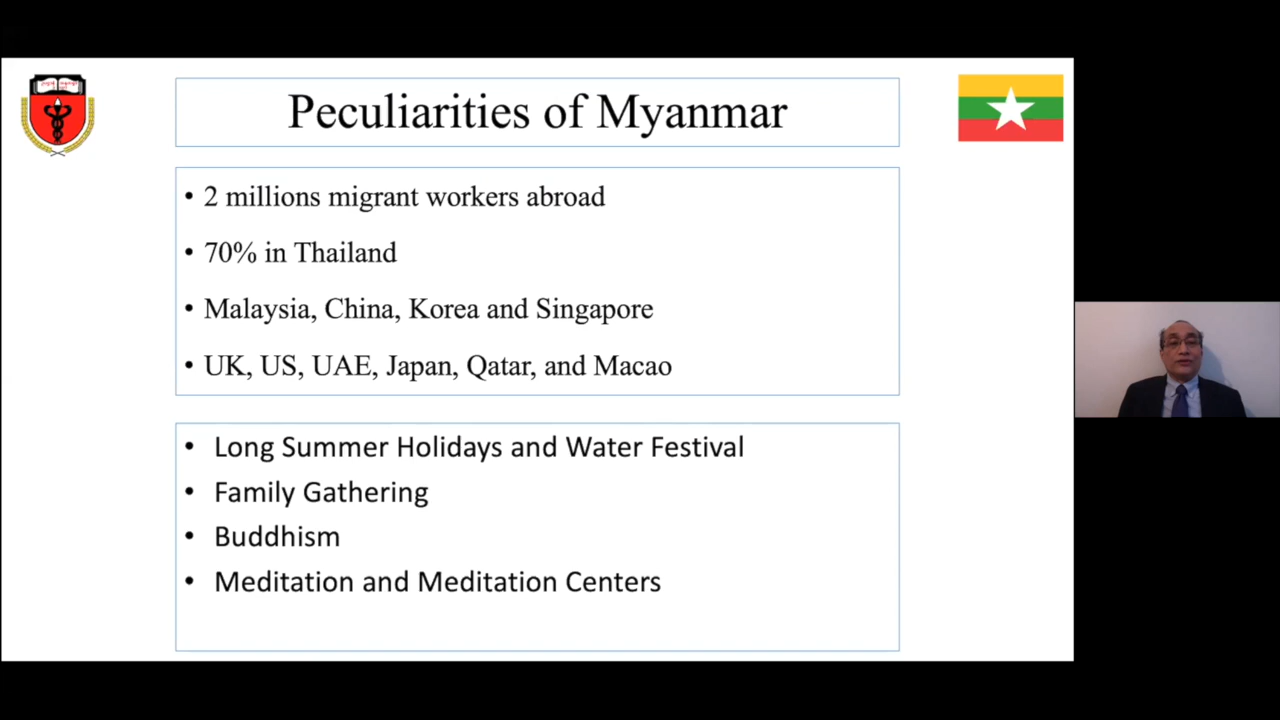 Peculiarities of Myanmar
• 2 millions migrant workers abroad
• 70% in Thailand
• Malaysia, China, Korea and Singapore
• UK, US, UAE, Japan, Qatar, and Macao
• Long Summer Holidays and Water Festival
• Family Gathering
• Buddhism
• Meditation and Meditation Centers